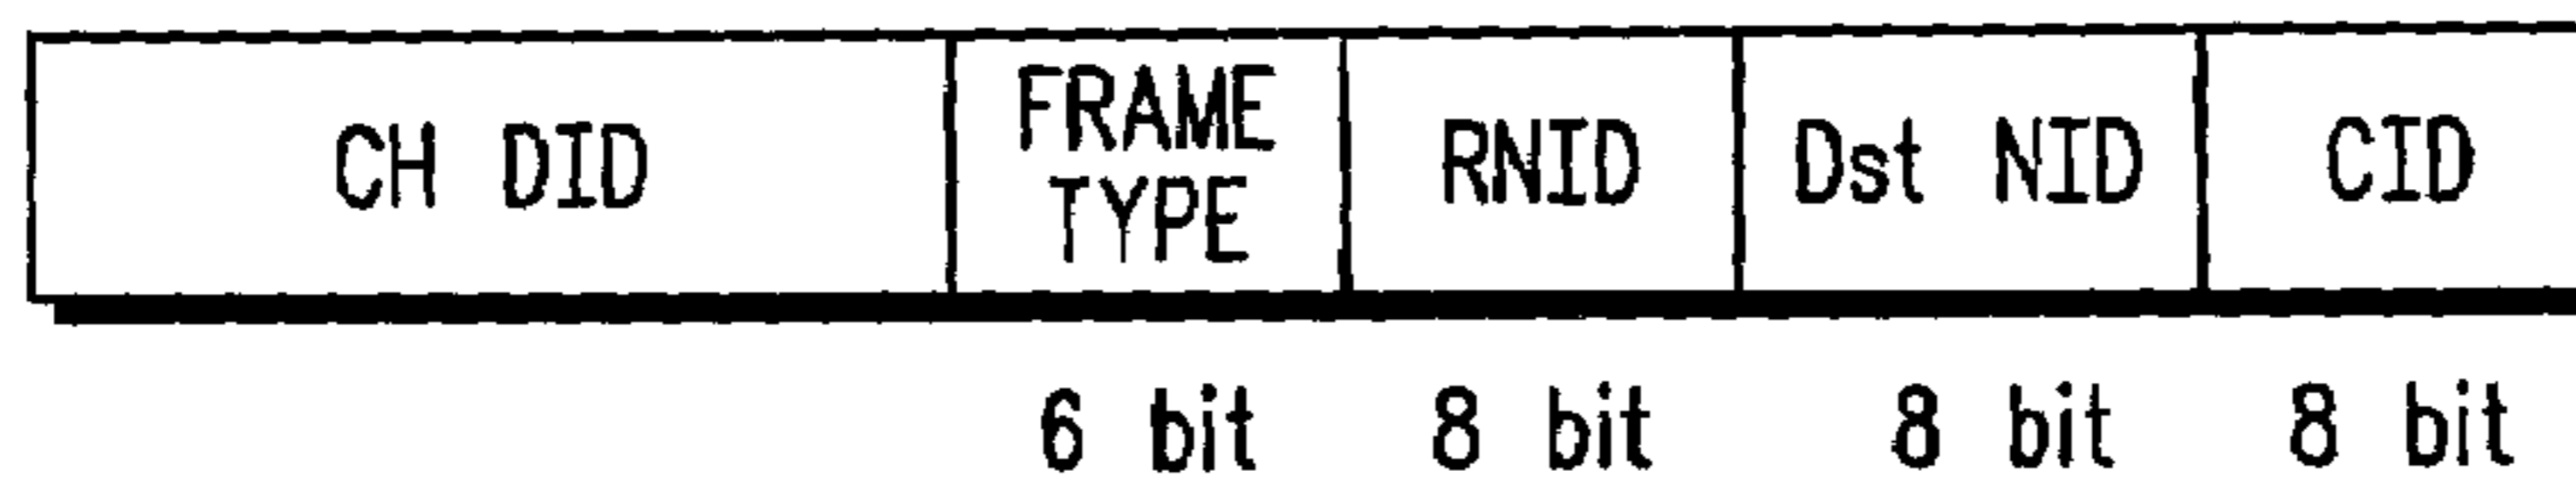 CH DID
FRAME
TYPE
RNID
Dst NID
CID
6 bit
8 bit
8 bit
8 bit